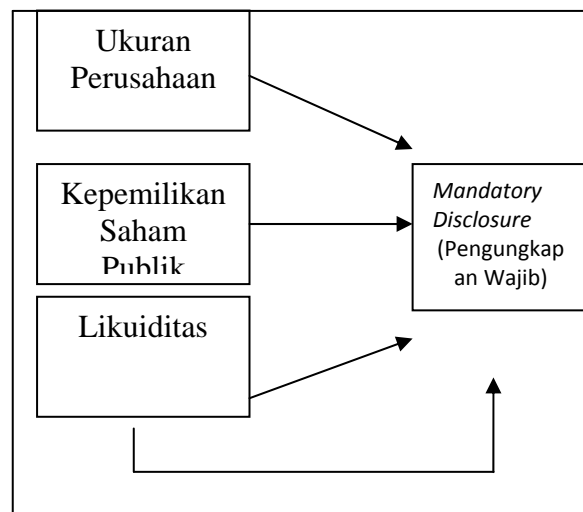 Ukuran
Perusahaan
Kepemilikan
Saham
Publik
Likuiditas
Mandatory
Disclosure
(Pengungkap
an Wajib)